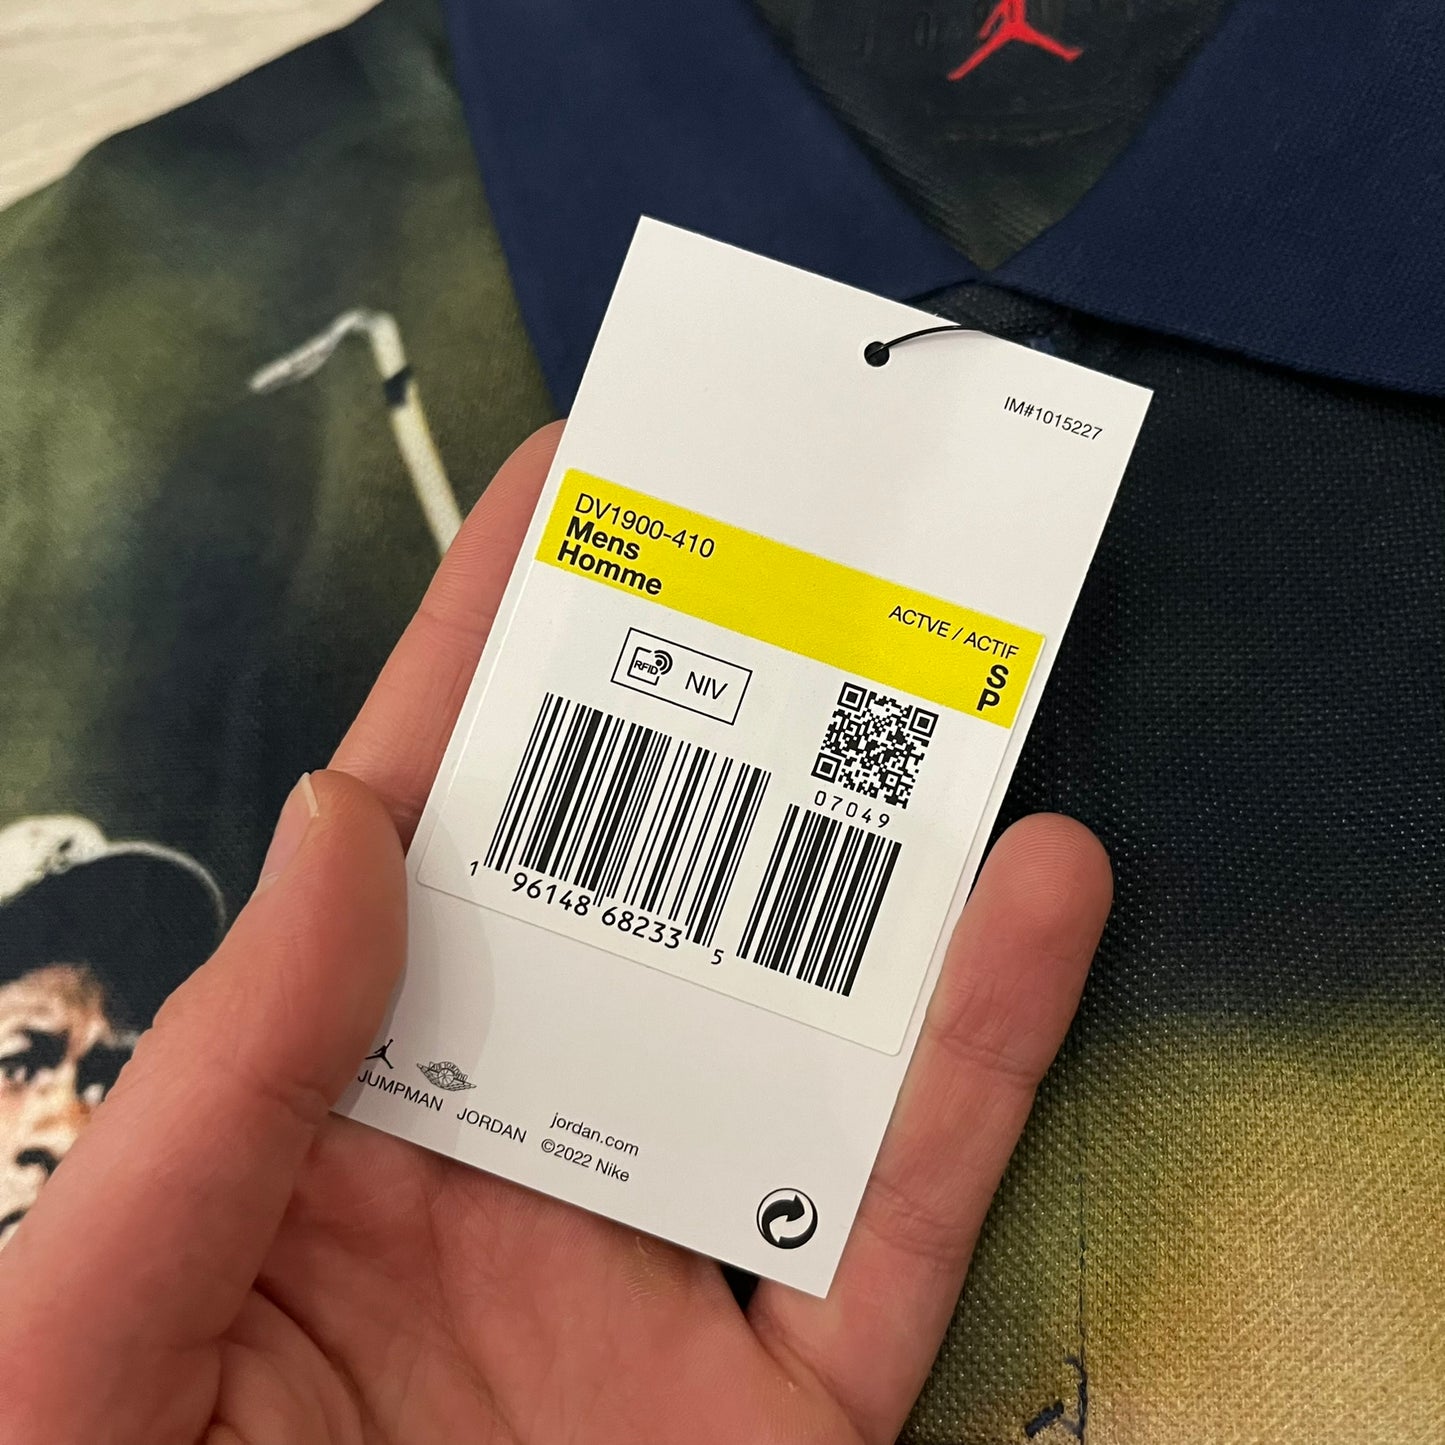 IM#1015227
DV1900-410
Mens
Homme
ACTVE / ACTIF
S
P
RFID NIV
07049
1 96148 68233 5
JUMPMAN JORDAN
jordan.com
©2022 Nike